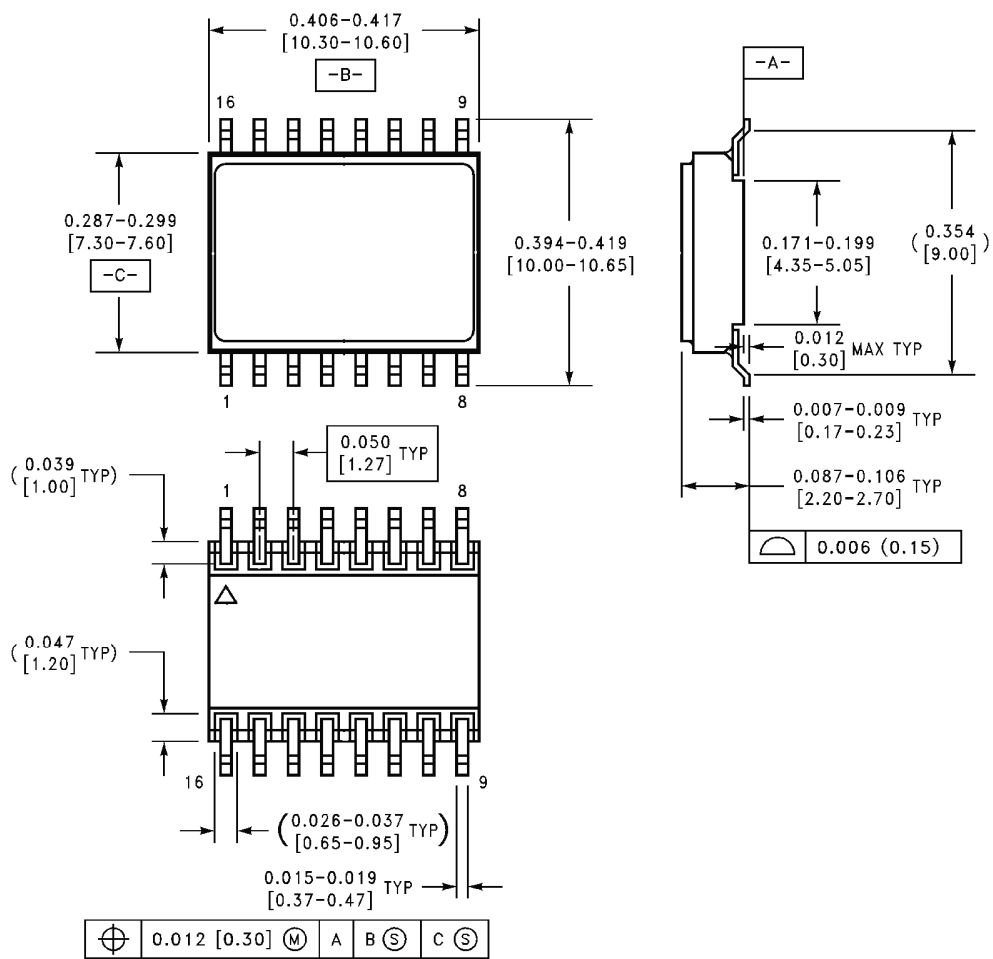 0.406-0.417
[10.30-10.60]
-B-
-A-
16
9
0.287-0.299
[7.30-7.60]
-C-
0.394-0.419
[10.00-10.65]
0.171-0.199
[4.35-5.05]
(0.354
[9.00])
0.012
[0.30] MAX TYP
1
8
0.007-0.009
[0.17-0.23] TYP
0.087-0.106
[2.20-2.70] TYP
0.006 (0.15)
0.050
[1.27] TYP
(0.039
[1.00] TYP)
1
8
(0.047
[1.20] TYP)
16
9
(0.026-0.037
[0.65-0.95] TYP)
0.015-0.019
[0.37-0.47] TYP
0.012 [0.30] Ⓜ A B Ⓢ C Ⓢ